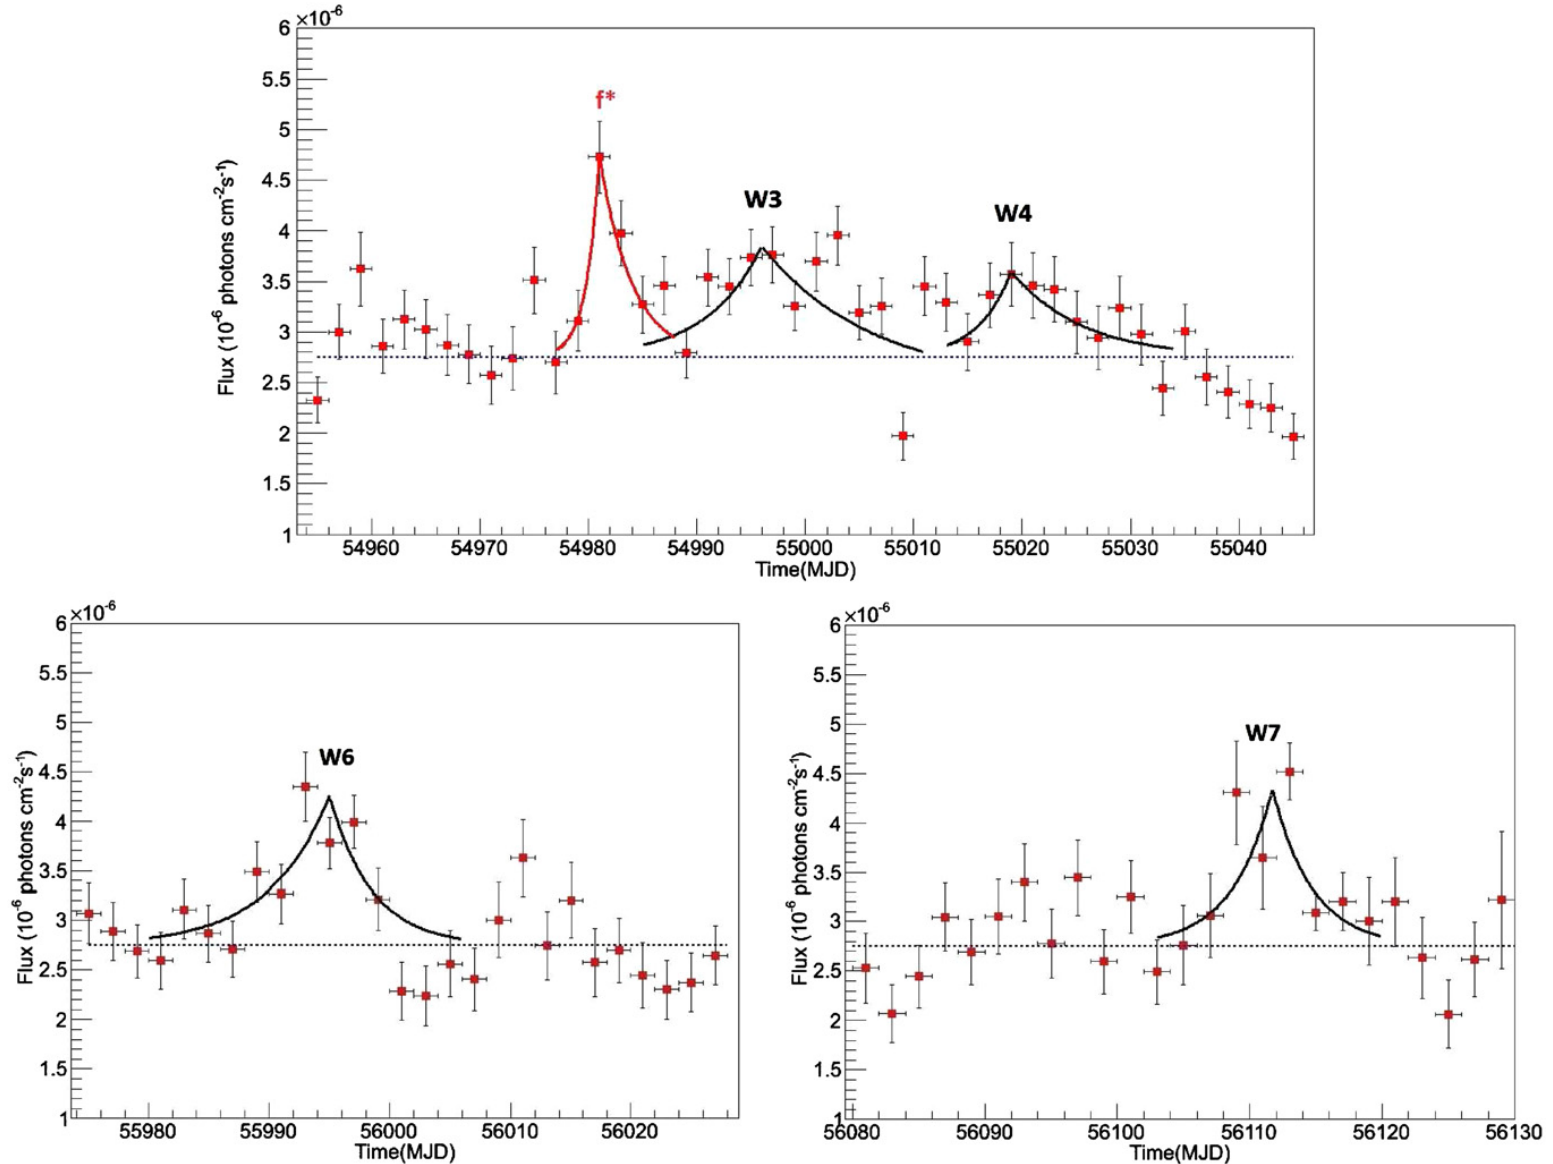 ×10⁻⁶
6
5.5
5
4.5
4
3.5
3
2.5
2
1.5
1
Flux (10⁻⁶ photons cm⁻²s⁻¹)
f*
W3
W4
54960 54970 54980 54990 55000 55010 55020 55030 55040
Time(MJD)
×10⁻⁶
6
5.5
5
4.5
4
3.5
3
2.5
2
1.5
1
Flux (10⁻⁶ photons cm⁻²s⁻¹)
W6
55980 55990 56000 56010 56020
Time(MJD)
×10⁻⁶
6
5.5
5
4.5
4
3.5
3
2.5
2
1.5
1
Flux (10⁻⁶ photons cm⁻²s⁻¹)
W7
56080 56090 56100 56110 56120 56130
Time(MJD)